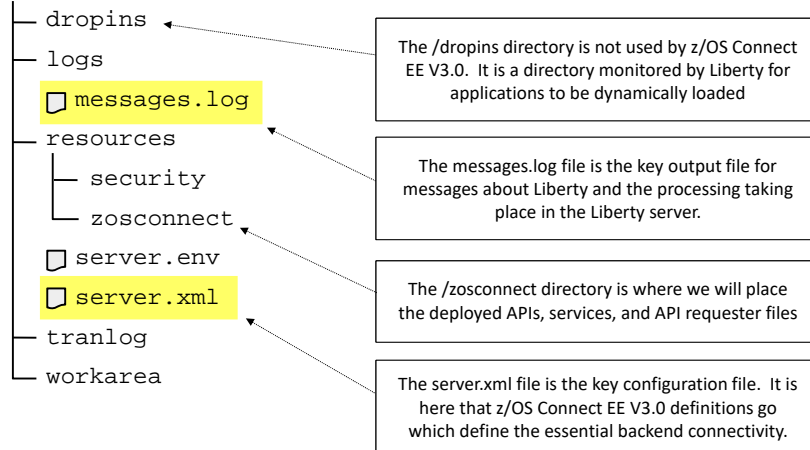 dropins
logs
messages.log
resources
security
zosconnect
server.env
server.xml
tranlog
workarea
The /dropins directory is not used by z/OS Connect
EE V3.0. It is a directory monitored by Liberty for
applications to be dynamically loaded
The messages.log file is the key output file for
messages about Liberty and the processing taking
place in the Liberty server.
The /zosconnect directory is where we will place
the deployed APIs, services, and API requester files
The server.xml file is the key configuration file. It is
here that z/OS Connect EE V3.0 definitions go
which define the essential backend connectivity.